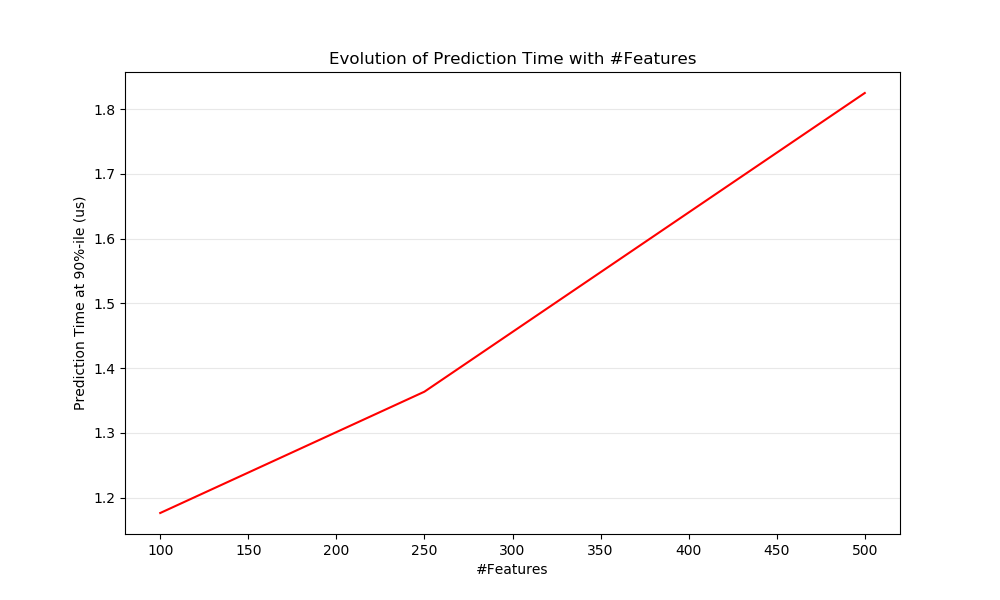 Evolution of Prediction Time with #Features
Prediction Time at 90%-ile (us)
1.8
1.7
1.6
1.5
1.4
1.3
1.2
100 150 200 250 300 350 400 450 500
#Features